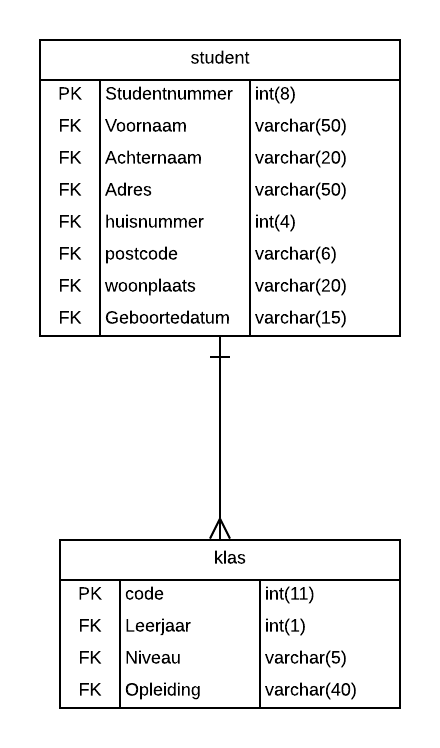 student
PK Studentnummer int(8)
FK Voornaam varchar(50)
FK Achternaam varchar(20)
FK Adres varchar(50)
FK huisnummer int(4)
FK postcode varchar(6)
FK woonplaats varchar(20)
FK Geboortedatum varchar(15)
klas
PK code int(11)
FK Leerjaar int(1)
FK Niveau varchar(5)
FK Opleiding varchar(40)